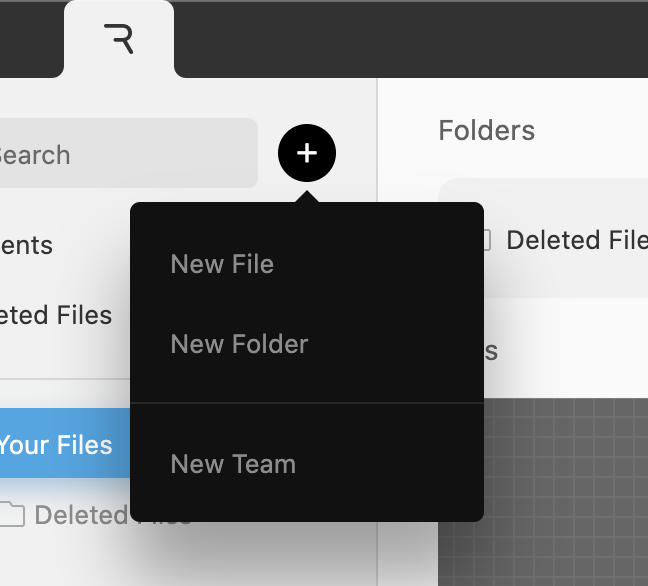 Search
Folders
New File
Deleted File
ents
New Folder
eted Files
s
Your Files
New Team
Deleted Files